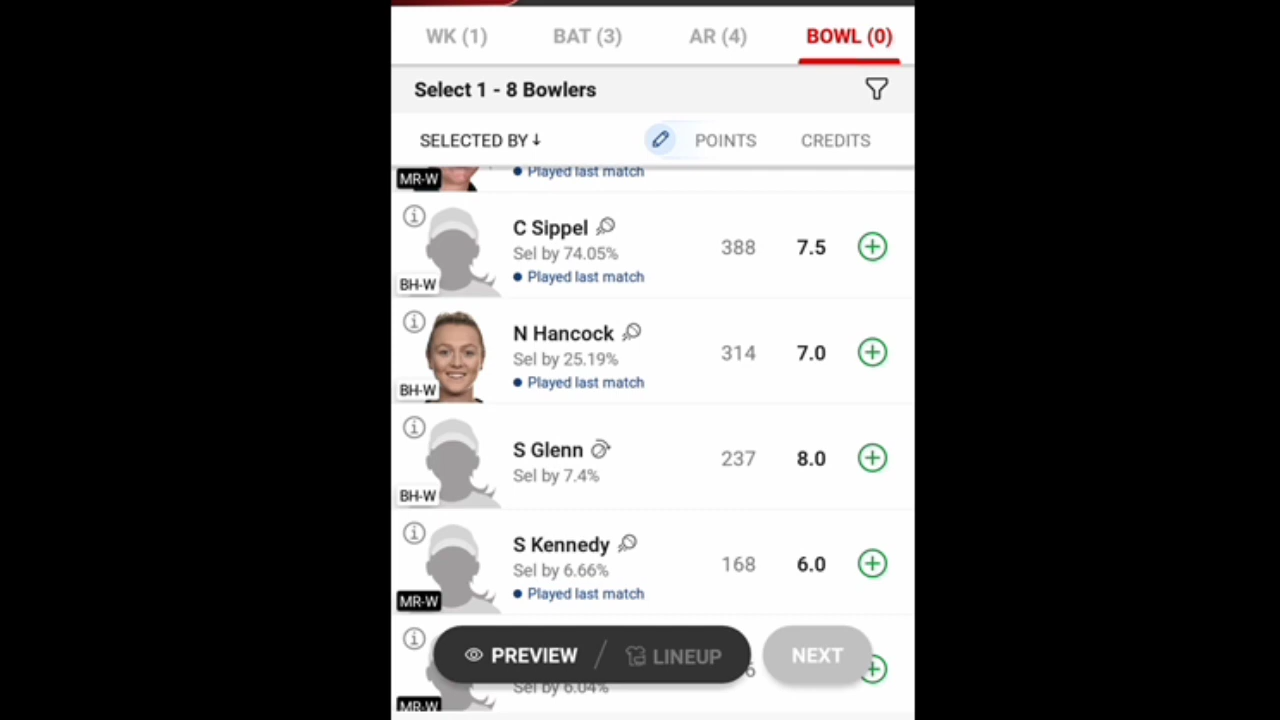 WK (1) BAT (3) AR (4) BOWL (0)
Select 1 - 8 Bowlers
SELECTED BY ↓ POINTS CREDITS
MR-W Played last match
C Sippel
Sel by 74.05% 388 7.5
BH-W Played last match
N Hancock
Sel by 25.19% 314 7.0
BH-W Played last match
S Glenn 237 8.0
Sel by 7.4%
BH-W
S Kennedy
Sel by 6.66% 168 6.0
MR-W Played last match
PREVIEW / LINEUP NEXT
Sel by 6.04%
MR-W